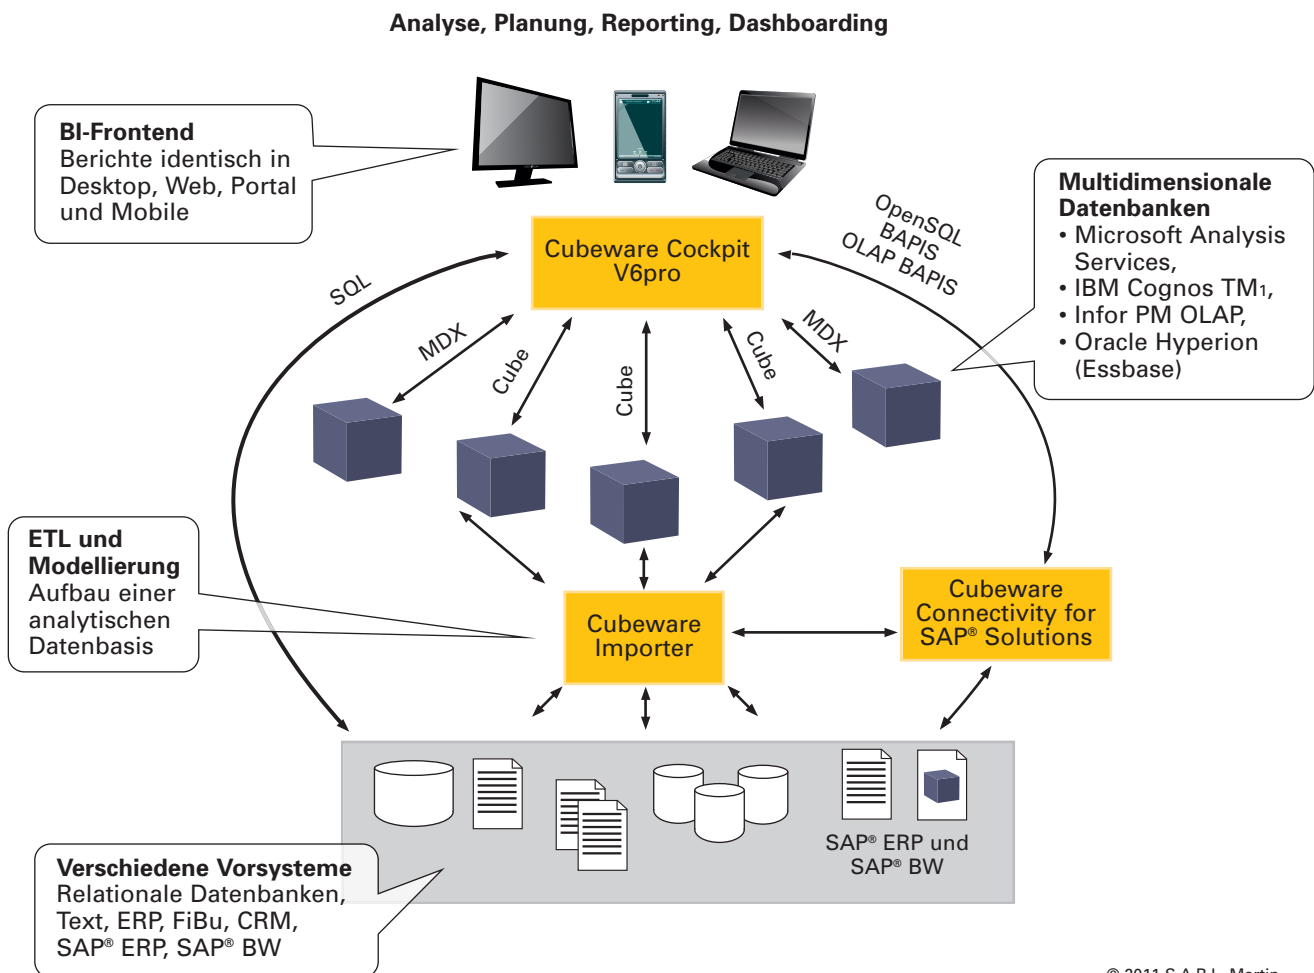 Analyse, Planung, Reporting, Dashboarding
BI-Frontend
Berichte identisch in
Desktop, Web, Portal
und Mobile
Multidimensionale
Datenbanken
• Microsoft Analysis
Services,
• IBM Cognos TM1,
• Infor PM OLAP,
• Oracle Hyperion
(Essbase)
OpenSQL
BAPIS
OLAP BAPIS
Cubeware Cockpit
V6pro
SQL
MDX
Cube
Cube
Cube
MDX
ETL und
Modellierung
Aufbau einer
analytischen
Datenbasis
Cubeware
Importer
Cubeware
Connectivity for
SAP® Solutions
SAP® ERP und
SAP® BW
Verschiedene Vorsysteme
Relationale Datenbanken,
Text, ERP, FiBu, CRM,
SAP® ERP, SAP® BW
© 2011 S.A.R.L. Martin